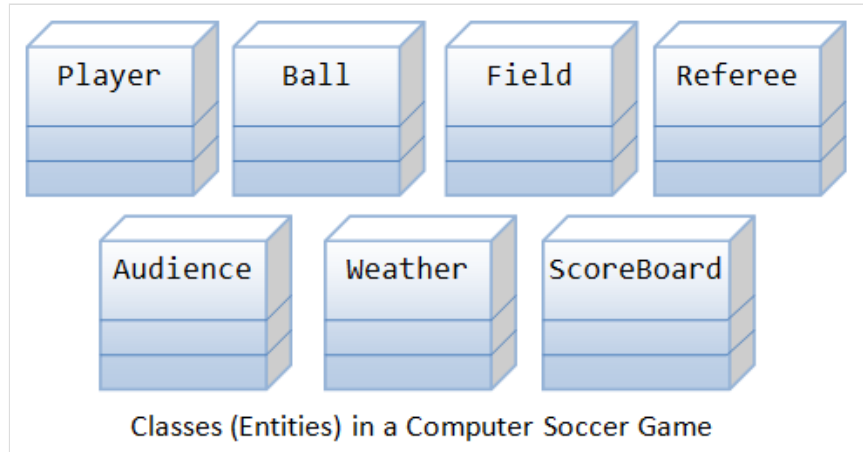 Player Ball Field Referee
Audience Weather ScoreBoard
Classes (Entities) in a Computer Soccer Game